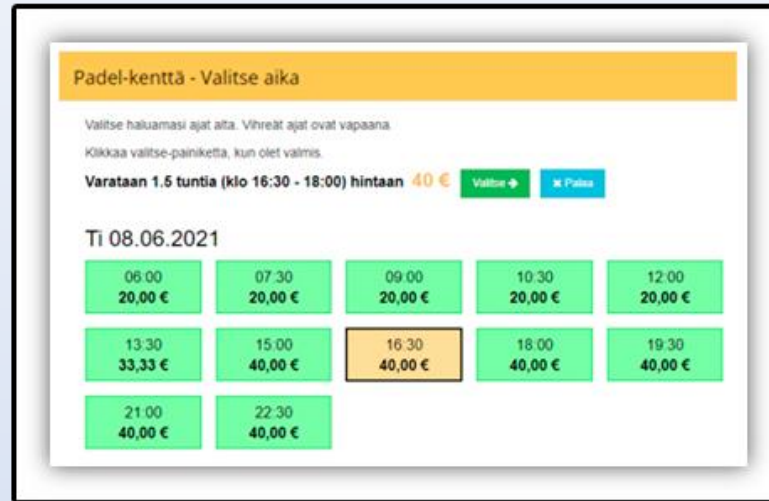 Padel-kenttä - Valitse aika
Valitse haluamasi ajat alta. Vihreät ajat ovat vapaana.
Klikkaa valitse-painiketta, kun olet valmis.
Varataan 1.5 tuntia (klo 16:30 - 18:00) hintaan 40 € Valitse ➔ ✖ Palaa
Ti 08.06.2021
06:00 07:30 09:00 10:30 12:00
20,00 € 20,00 € 20,00 € 20,00 € 20,00 €
13:30 15:00 16:30 18:00 19:30
33,33 € 40,00 € 40,00 € 40,00 € 40,00 €
21:00 22:30
40,00 € 40,00 €